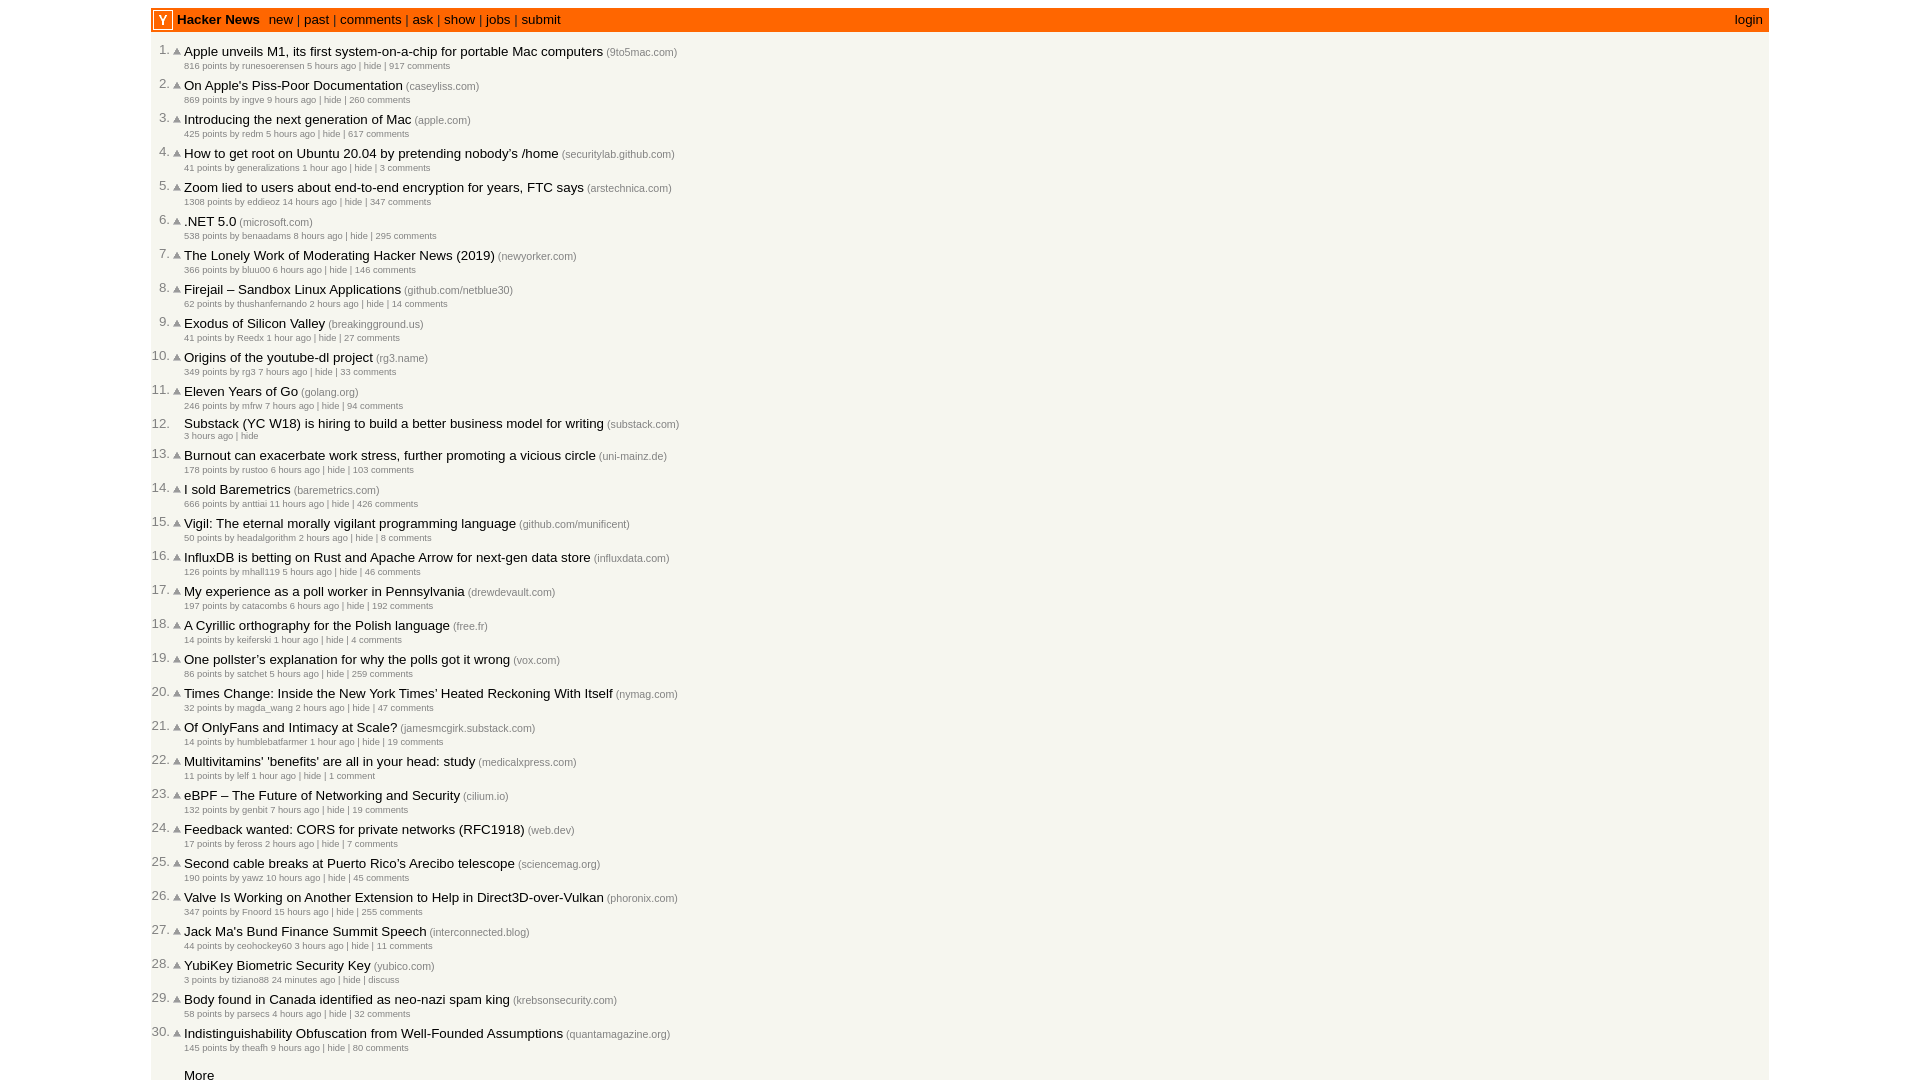 Y Hacker News new | past | comments | ask | show | jobs | submit login
1. Apple unveils M1, its first system-on-a-chip for portable Mac computers (9to5mac.com)
816 points by runesoerensen 5 hours ago | hide | 917 comments
2. On Apple's Piss-Poor Documentation (caseyliss.com)
869 points by ingve 9 hours ago | hide | 260 comments
3. Introducing the next generation of Mac (apple.com)
425 points by redm 5 hours ago | hide | 617 comments
4. How to get root on Ubuntu 20.04 by pretending nobody’s /home (securitylab.github.com)
41 points by generalizations 1 hour ago | hide | 3 comments
5. Zoom lied to users about end-to-end encryption for years, FTC says (arstechnica.com)
1308 points by eddieoz 14 hours ago | hide | 347 comments
6. .NET 5.0 (microsoft.com)
538 points by benaadams 8 hours ago | hide | 295 comments
7. The Lonely Work of Moderating Hacker News (2019) (newyorker.com)
366 points by bluu00 6 hours ago | hide | 146 comments
8. Firejail – Sandbox Linux Applications (github.com/netblue30)
62 points by thushanfernando 2 hours ago | hide | 14 comments
9. Exodus of Silicon Valley (breakingground.us)
41 points by Reedx 1 hour ago | hide | 27 comments
10. Origins of the youtube-dl project (rg3.name)
349 points by rg3 7 hours ago | hide | 33 comments
11. Eleven Years of Go (golang.org)
246 points by mfrw 7 hours ago | hide | 94 comments
12. Substack (YC W18) is hiring to build a better business model for writing (substack.com)
3 hours ago | hide
13. Burnout can exacerbate work stress, further promoting a vicious circle (uni-mainz.de)
178 points by rustoo 6 hours ago | hide | 103 comments
14. I sold Baremetrics (baremetrics.com)
666 points by anttiai 11 hours ago | hide | 426 comments
15. Vigil: The eternal morally vigilant programming language (github.com/munificent)
50 points by headalgorithm 2 hours ago | hide | 8 comments
16. InfluxDB is betting on Rust and Apache Arrow for next-gen data store (influxdata.com)
126 points by mhall119 5 hours ago | hide | 46 comments
17. My experience as a poll worker in Pennsylvania (drewdevault.com)
197 points by catacombs 6 hours ago | hide | 192 comments
18. A Cyrillic orthography for the Polish language (free.fr)
14 points by keiferski 1 hour ago | hide | 4 comments
19. One pollster’s explanation for why the polls got it wrong (vox.com)
86 points by satchet 5 hours ago | hide | 259 comments
20. Times Change: Inside the New York Times’ Heated Reckoning With Itself (nymag.com)
32 points by magda_wang 2 hours ago | hide | 47 comments
21. Of OnlyFans and Intimacy at Scale? (jamesmcgirk.substack.com)
14 points by humblebatfarmer 1 hour ago | hide | 19 comments
22. Multivitamins' 'benefits' are all in your head: study (medicalxpress.com)
11 points by lelf 1 hour ago | hide | 1 comment
23. eBPF – The Future of Networking and Security (cilium.io)
132 points by genbit 7 hours ago | hide | 19 comments
24. Feedback wanted: CORS for private networks (RFC1918) (web.dev)
17 points by feross 2 hours ago | hide | 7 comments
25. Second cable breaks at Puerto Rico’s Arecibo telescope (sciencemag.org)
190 points by yawz 10 hours ago | hide | 45 comments
26. Valve Is Working on Another Extension to Help in Direct3D-over-Vulkan (phoronix.com)
347 points by Fnoord 15 hours ago | hide | 255 comments
27. Jack Ma's Bund Finance Summit Speech (interconnected.blog)
44 points by ceohockey60 3 hours ago | hide | 11 comments
28. YubiKey Biometric Security Key (yubico.com)
3 points by tiziano88 24 minutes ago | hide | discuss
29. Body found in Canada identified as neo-nazi spam king (krebsonsecurity.com)
58 points by parsecs 4 hours ago | hide | 32 comments
30. Indistinguishability Obfuscation from Well-Founded Assumptions (quantamagazine.org)
145 points by theafh 9 hours ago | hide | 80 comments
More